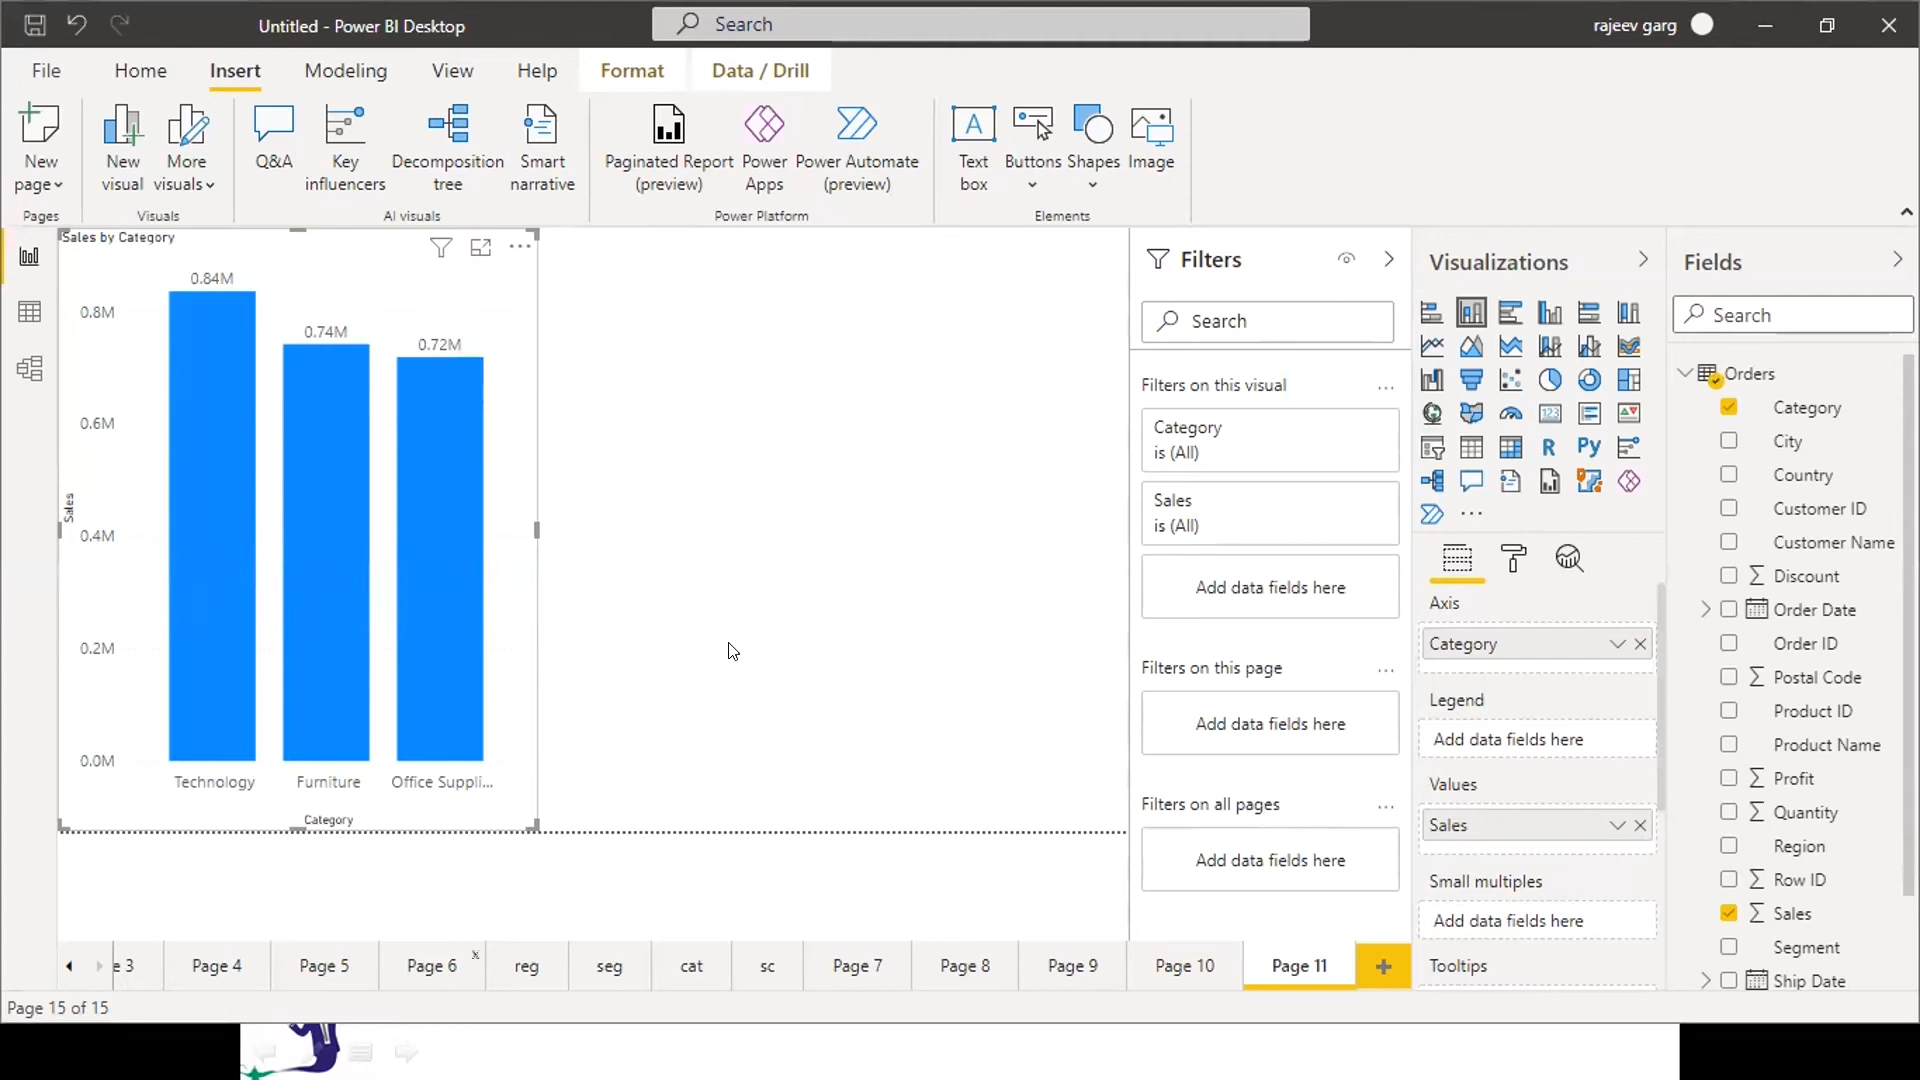 Untitled - Power BI Desktop
Search
rajeev garg
File
Home
Insert
Modeling
View
Help
Format
Data / Drill
New page
New visual
More visuals
Q&A
Key influencers
Decomposition tree
Smart narrative
Paginated Report (preview)
Power Apps
Power Automate (preview)
Text box
Buttons
Shapes
Image
Pages
Visuals
AI visuals
Power Platform
Elements
Sales by Category
0.84M
0.74M
0.72M
0.8M
0.6M
0.4M
0.2M
0.0M
Sales
Technology
Furniture
Office Suppli...
Category
Filters
Search
Filters on this visual
Category
is (All)
Sales
is (All)
Add data fields here
Filters on this page
Add data fields here
Filters on all pages
Add data fields here
Visualizations
123
R
Py
Axis
Category
Legend
Add data fields here
Values
Sales
Small multiples
Add data fields here
Tooltips
Fields
Search
Orders
Category
City
Country
Customer ID
Customer Name
Discount
Order Date
Order ID
Postal Code
Product ID
Product Name
Profit
Quantity
Region
Row ID
Sales
Segment
Ship Date
e 3
Page 4
Page 5
Page 6
reg
seg
cat
sc
Page 7
Page 8
Page 9
Page 10
Page 11
Page 15 of 15